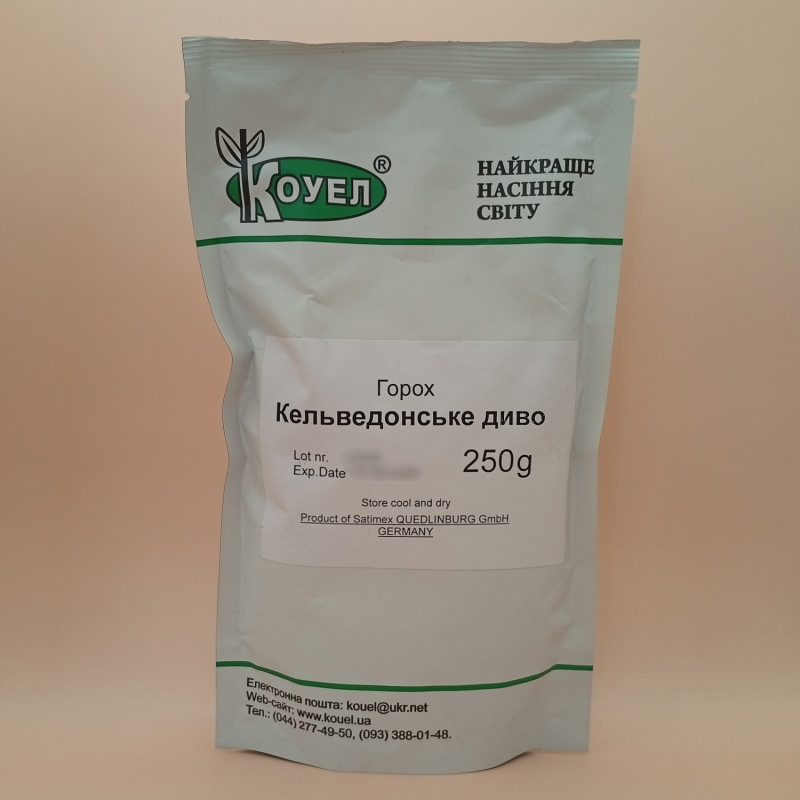 КОУЕЛ®
НАЙКРАЩЕ
НАСІННЯ
СВІТУ
Горох
Кельведонське диво
Lot nr.
Exp.Date
250g
Store cool and dry
Product of Satimex QUEDLINBURG GmbH
GERMANY
Електронна пошта: kouel@ukr.net
Web-сайт: www.kouel.ua
Тел.: (044) 277-49-50, (093) 388-01-48.